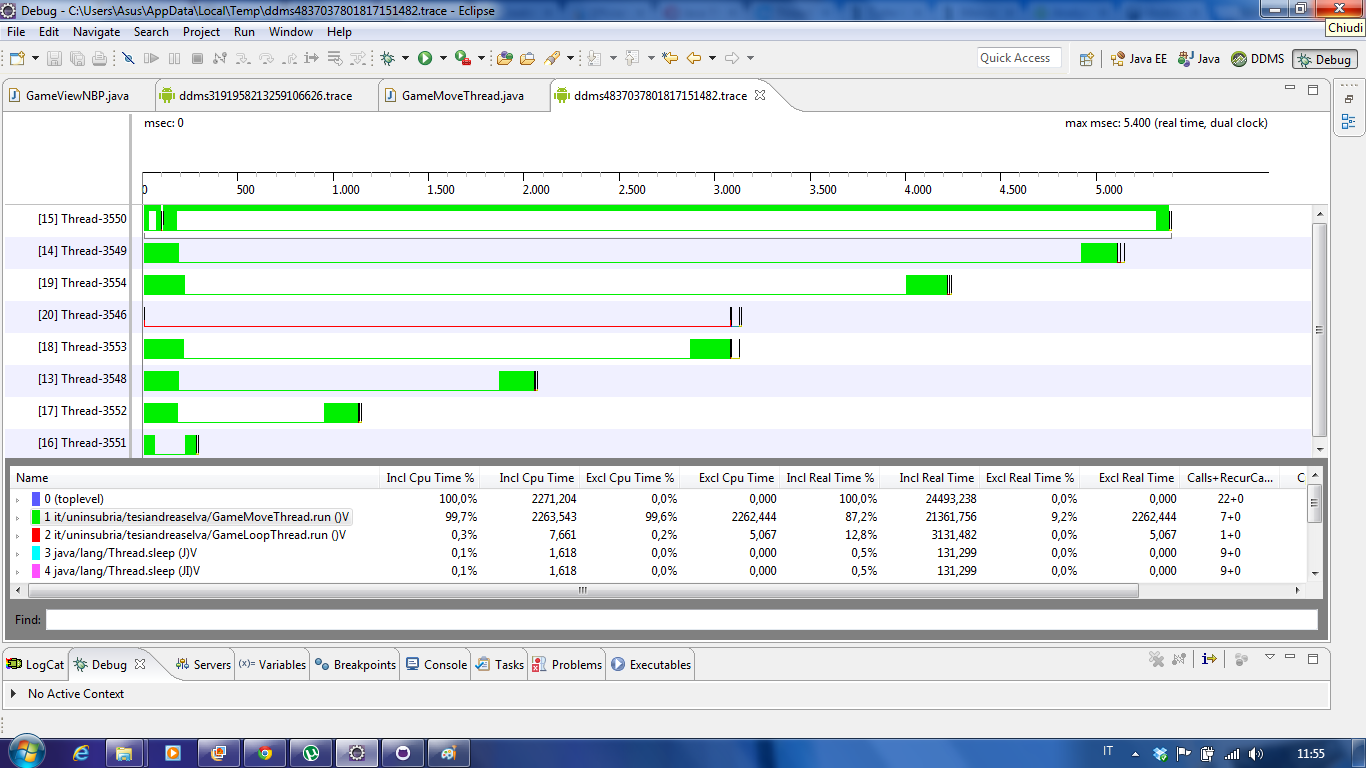 Debug - C:\Users\Asus\AppData\Local\Temp\ddms4837037801817151482.trace - Eclipse
Chiudi
File Edit Navigate Search Project Run Window Help
Quick Access
Java EE Java DDMS Debug
GameViewNBP.java ddms3191958213259106626.trace GameMoveThread.java ddms4837037801817151482.trace
msec: 0 max msec: 5.400 (real time, dual clock)
0 500 1.000 1.500 2.000 2.500 3.000 3.500 4.000 4.500 5.000
[15] Thread-3550
[14] Thread-3549
[19] Thread-3554
[20] Thread-3546
[18] Thread-3553
[13] Thread-3548
[17] Thread-3552
[16] Thread-3551
Name Incl Cpu Time % Incl Cpu Time Excl Cpu Time % Excl Cpu Time Incl Real Time % Incl Real Time Excl Real Time % Excl Real Time Calls+RecurCa... C
0 (toplevel) 100,0% 2271,204 0,0% 0,000 100,0% 24493,238 0,0% 0,000 22+0
1 it/uninsubria/tesiandreaselva/GameMoveThread.run ()V 99,7% 2263,543 99,6% 2262,444 87,2% 21361,756 9,2% 2262,444 7+0
2 it/uninsubria/tesiandreaselva/GameLoopThread.run ()V 0,3% 7,661 0,2% 5,067 12,8% 3131,482 0,0% 5,067 1+0
3 java/lang/Thread.sleep (J)V 0,1% 1,618 0,0% 0,000 0,5% 131,299 0,0% 0,000 9+0
4 java/lang/Thread.sleep (JI)V 0,1% 1,618 0,0% 0,000 0,5% 131,299 0,0% 0,000 9+0
Find:
LogCat Debug Servers (x)= Variables Breakpoints Console Tasks Problems Executables
No Active Context
IT 11:55